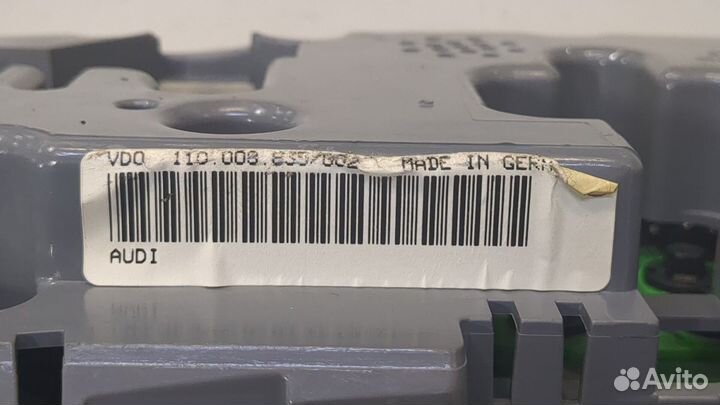 VDO 110.008.835/002 MADE IN GERM
AUDI
Avito